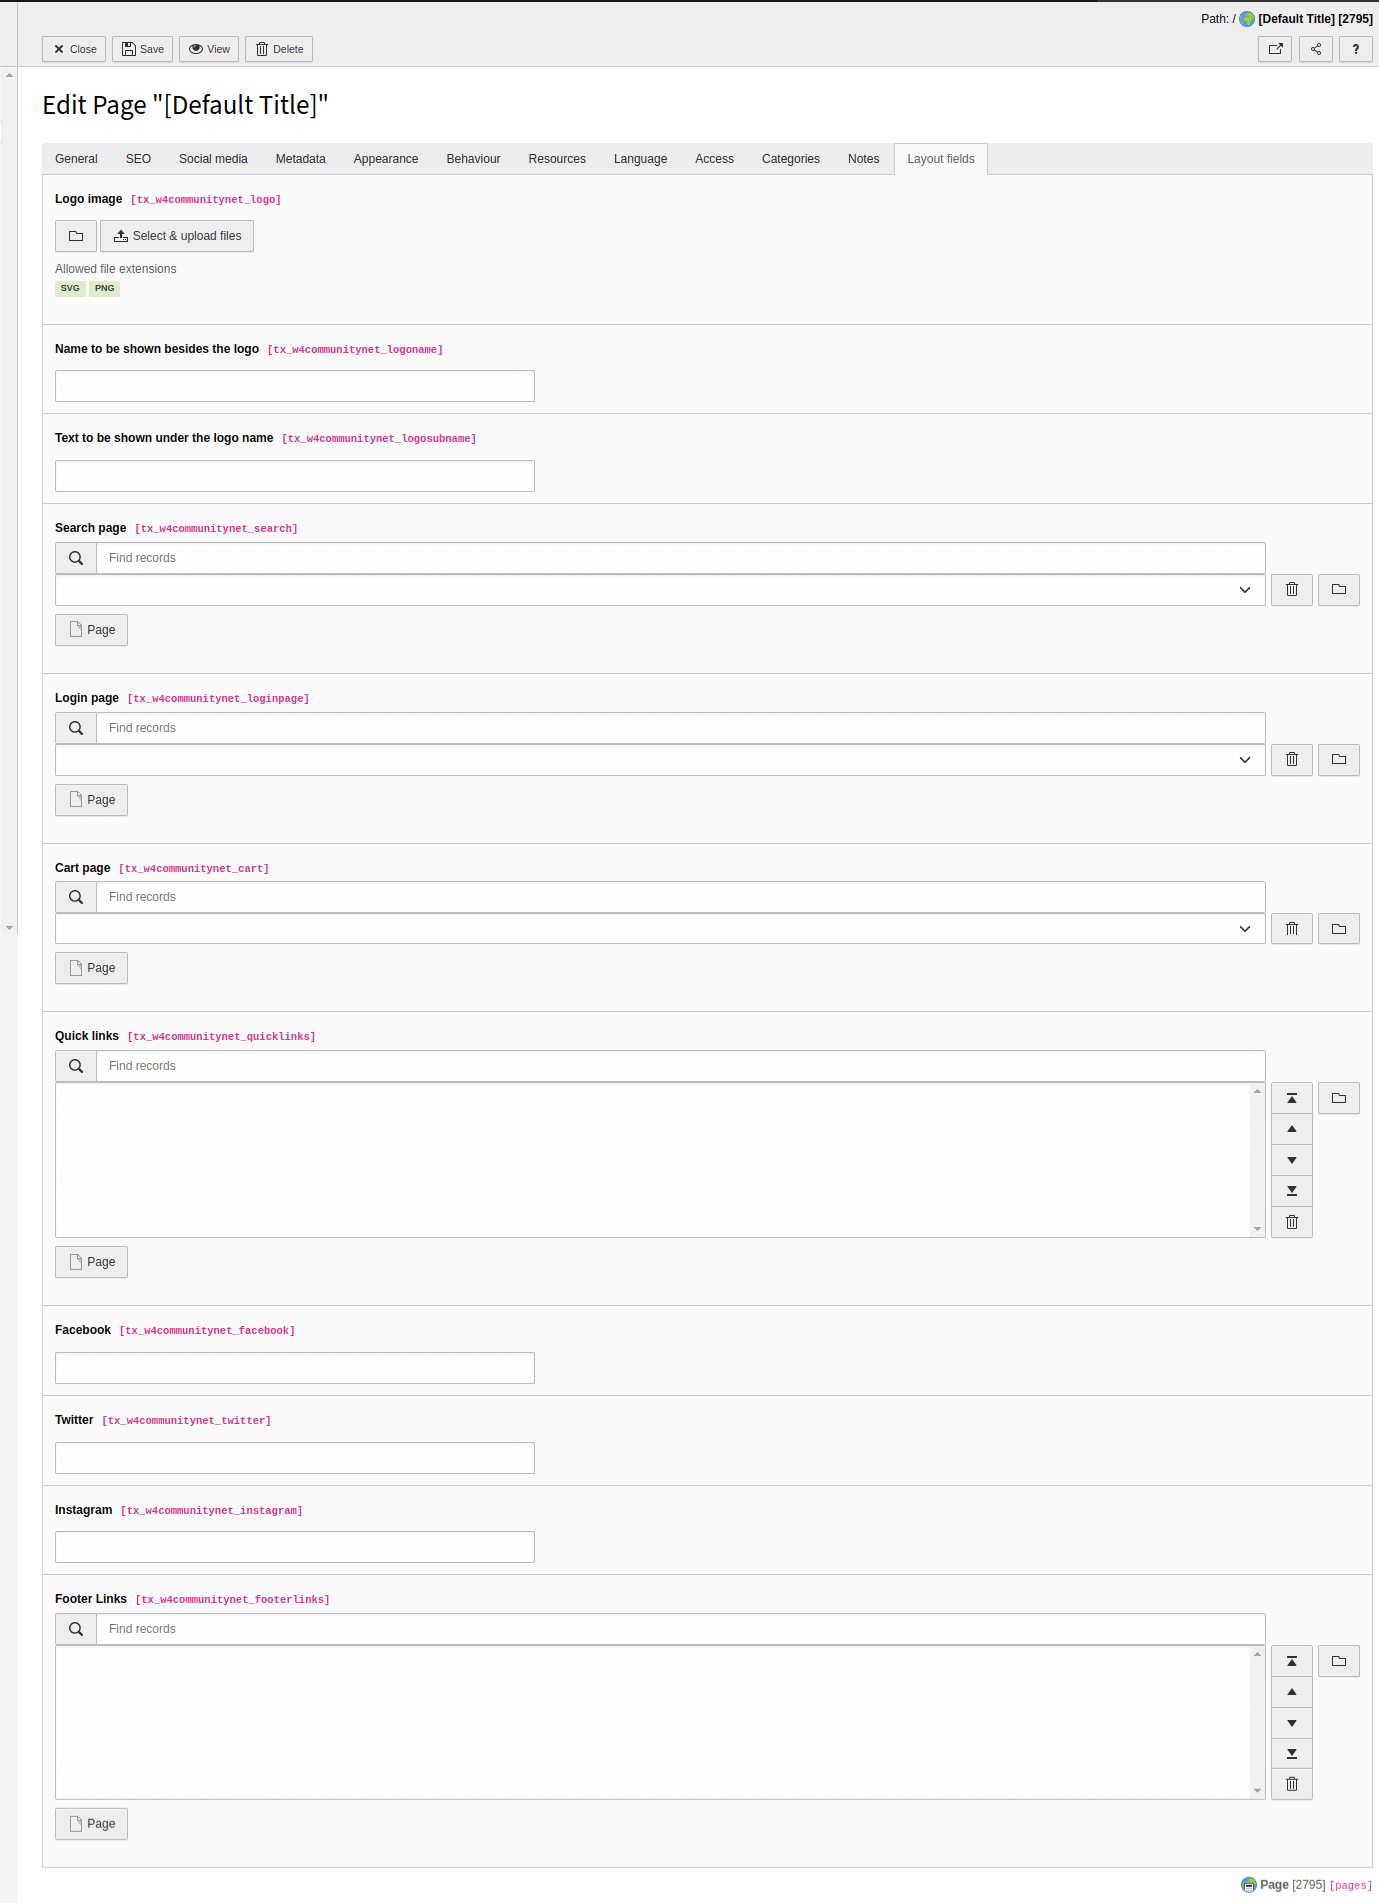 Path: / [Default Title] [2795]
Close Save View Delete ?
Edit Page "[Default Title]"
General SEO Social media Metadata Appearance Behaviour Resources Language Access Categories Notes Layout fields
Logo image [tx_w4communitynet_logo]
Select & upload files
Allowed file extensions
SVG PNG
Name to be shown besides the logo [tx_w4communitynet_logoname]
Text to be shown under the logo name [tx_w4communitynet_logosubname]
Search page [tx_w4communitynet_search]
Find records
Page
Login page [tx_w4communitynet_loginpage]
Find records
Page
Cart page [tx_w4communitynet_cart]
Find records
Page
Quick links [tx_w4communitynet_quicklinks]
Find records
Page
Facebook [tx_w4communitynet_facebook]
Twitter [tx_w4communitynet_twitter]
Instagram [tx_w4communitynet_instagram]
Footer Links [tx_w4communitynet_footerlinks]
Find records
Page
Page [2795] [pages]